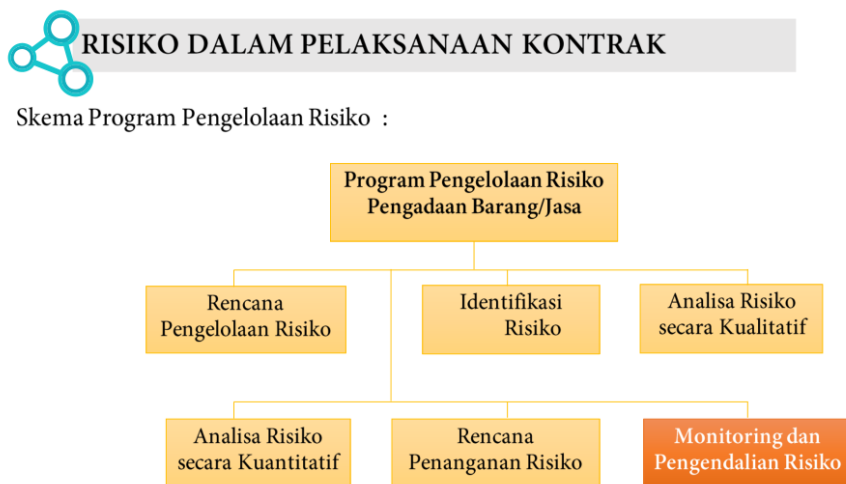 RISIKO DALAM PELAKSANAAN KONTRAK
Skema Program Pengelolaan Risiko :
Program Pengelolaan Risiko
Pengadaan Barang/Jasa
Rencana
Pengelolaan Risiko
Identifikasi
Risiko
Analisa Risiko
secara Kualitatif
Analisa Risiko
secara Kuantitatif
Rencana
Penanganan Risiko
Monitoring dan
Pengendalian Risiko